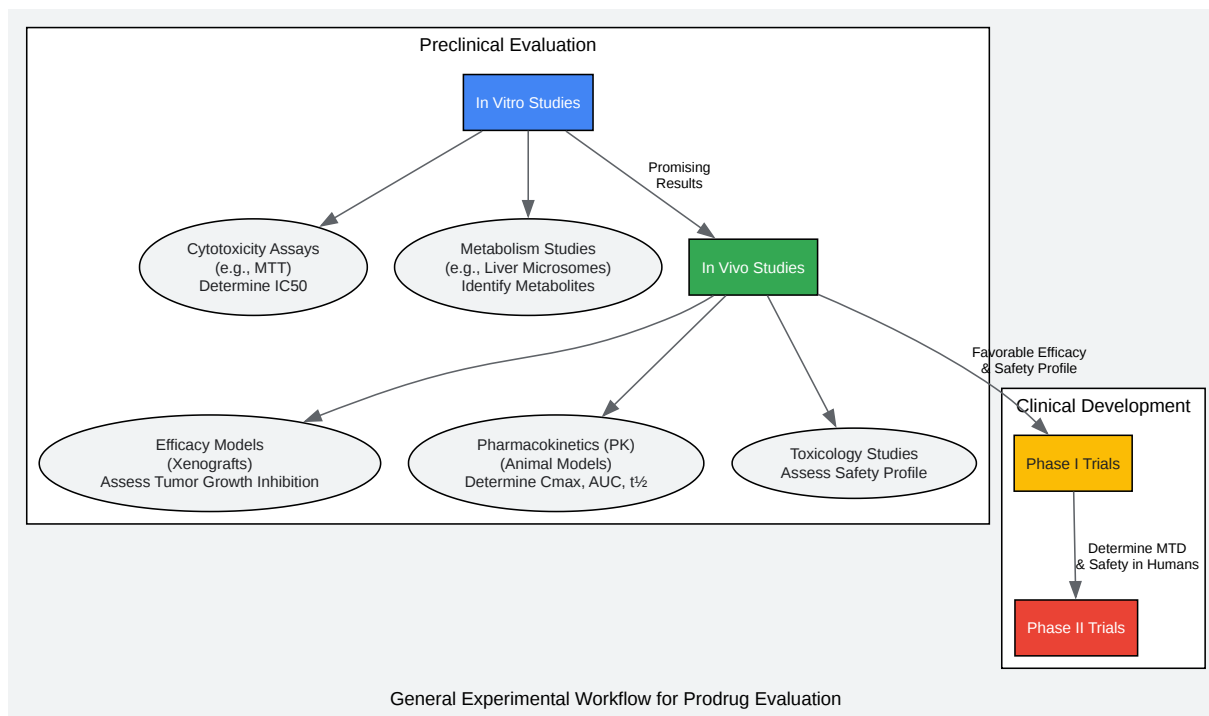 Preclinical Evaluation
In Vitro Studies
Promising
Results
Cytotoxicity Assays
(e.g., MTT)
Determine IC50
Metabolism Studies
(e.g., Liver Microsomes)
Identify Metabolites
In Vivo Studies
Favorable Efficacy
& Safety Profile
Efficacy Models
(Xenografts)
Assess Tumor Growth Inhibition
Pharmacokinetics (PK)
(Animal Models)
Determine Cmax, AUC, t½
Toxicology Studies
Assess Safety Profile
Clinical Development
Phase I Trials
Determine MTD
& Safety in Humans
Phase II Trials
General Experimental Workflow for Prodrug Evaluation